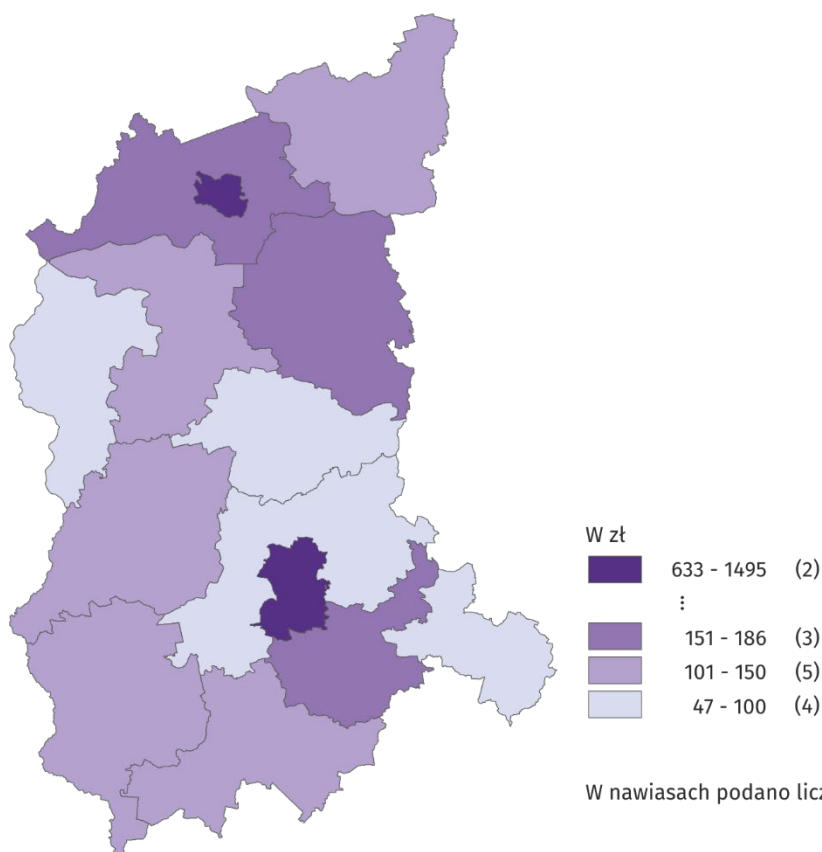 W zł
633 - 1495 (2)
⋮
151 - 186 (3)
101 - 150 (5)
47 - 100 (4)
W nawiasach podano licz